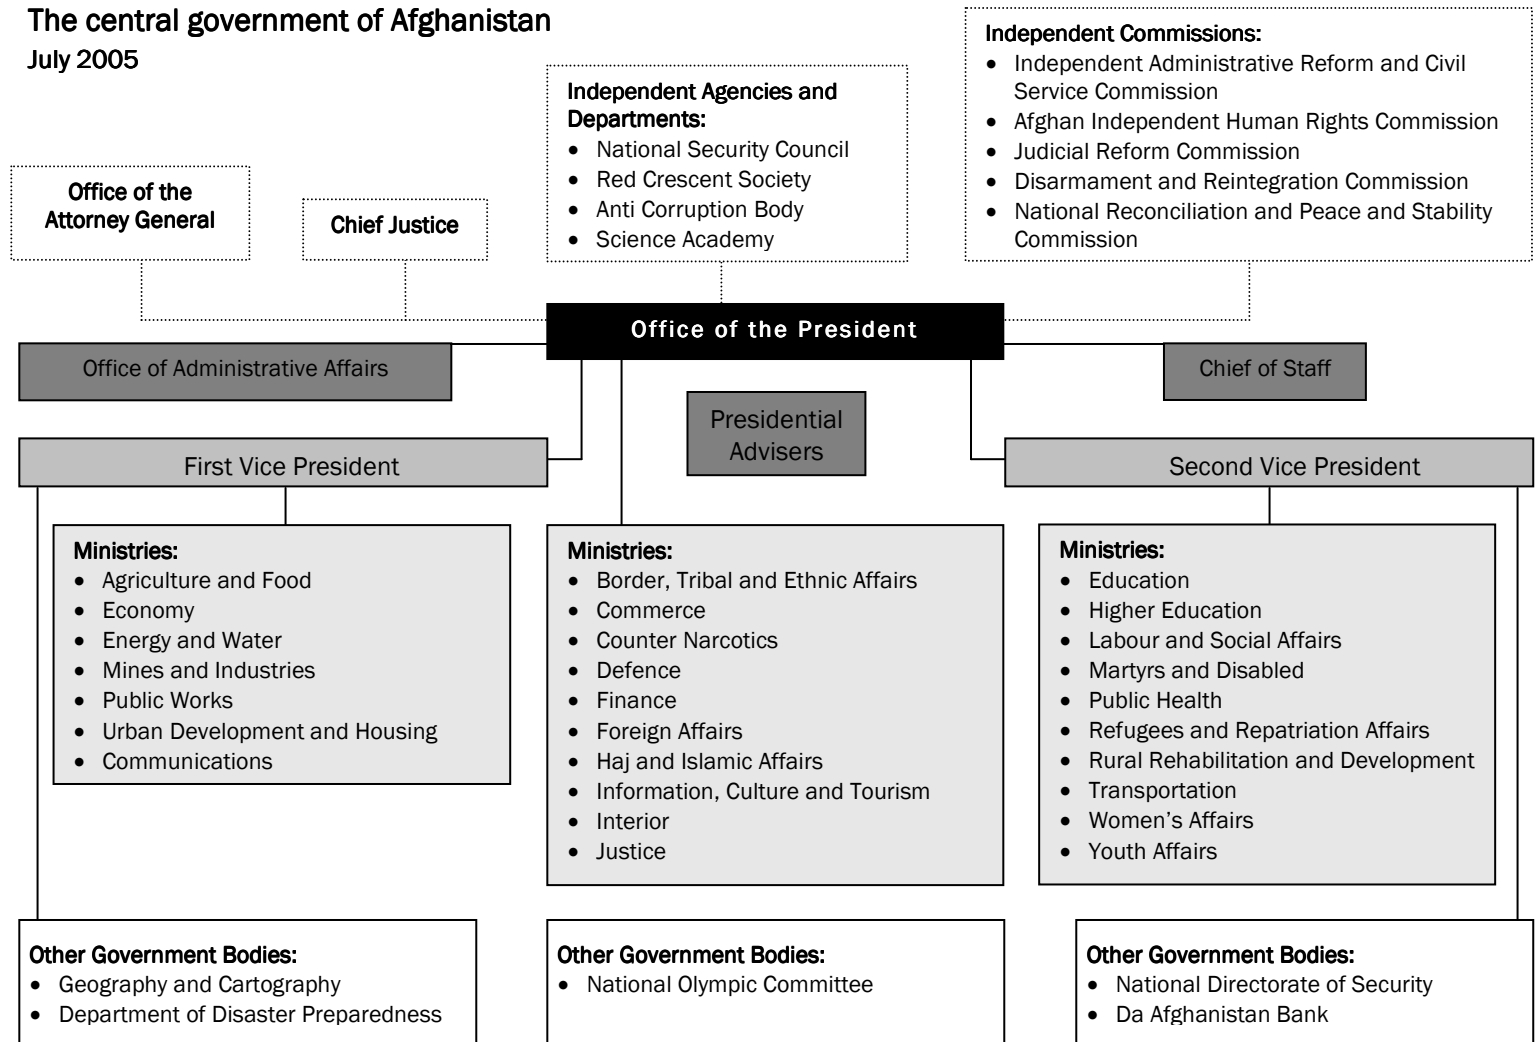 The central government of Afghanistan
July 2005
Independent Commissions:
• Independent Administrative Reform and Civil
Service Commission
• Afghan Independent Human Rights Commission
• Judicial Reform Commission
• Disarmament and Reintegration Commission
• National Reconciliation and Peace and Stability
Commission
Independent Agencies and
Departments:
• National Security Council
• Red Crescent Society
• Anti Corruption Body
• Science Academy
Office of the
Attorney General
Chief Justice
Office of the President
Office of Administrative Affairs
Chief of Staff
Presidential
Advisers
First Vice President
Second Vice President
Ministries:
• Agriculture and Food
• Economy
• Energy and Water
• Mines and Industries
• Public Works
• Urban Development and Housing
• Communications
Ministries:
• Border, Tribal and Ethnic Affairs
• Commerce
• Counter Narcotics
• Defence
• Finance
• Foreign Affairs
• Haj and Islamic Affairs
• Information, Culture and Tourism
• Interior
• Justice
Ministries:
• Education
• Higher Education
• Labour and Social Affairs
• Martyrs and Disabled
• Public Health
• Refugees and Repatriation Affairs
• Rural Rehabilitation and Development
• Transportation
• Women’s Affairs
• Youth Affairs
Other Government Bodies:
• Geography and Cartography
• Department of Disaster Preparedness
Other Government Bodies:
• National Olympic Committee
Other Government Bodies:
• National Directorate of Security
• Da Afghanistan Bank